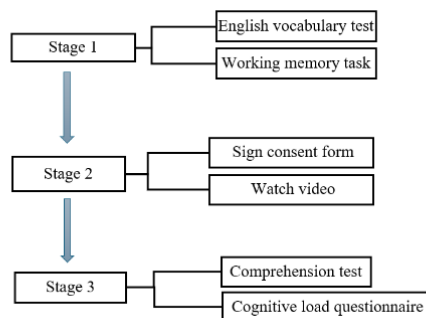 English vocabulary test
Stage 1
Working memory task
Sign consent form
Stage 2
Watch video
Comprehension test
Stage 3
Cognitive load questionnaire